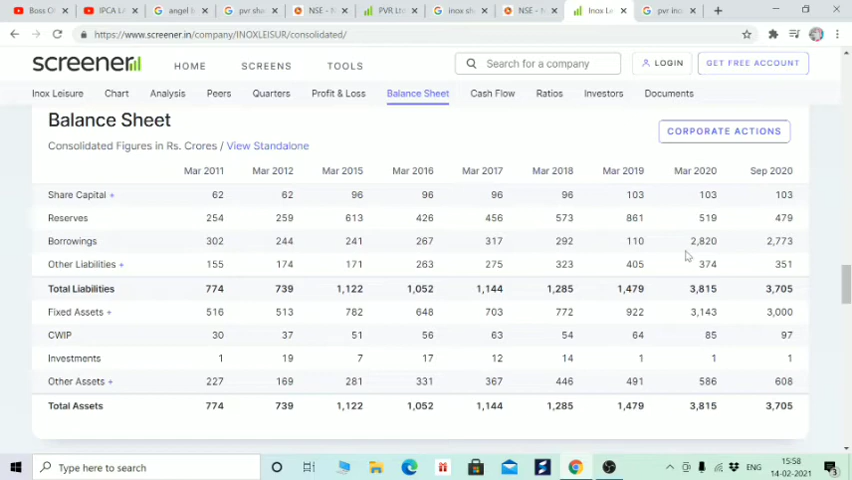 Boss O
IPCA LA
angel l
pvr sha
NSE - N
PVR Ltd
inox sh
NSE - N
Inox Le
pvr inox
https://www.screener.in/company/INOXLEISUR/consolidated/
screener HOME SCREENS TOOLS Search for a company LOGIN GET FREE ACCOUNT
Inox Leisure Chart Analysis Peers Quarters Profit & Loss Balance Sheet Cash Flow Ratios Investors Documents
Balance Sheet
CORPORATE ACTIONS
Consolidated Figures in Rs. Crores / View Standalone
Mar 2011 Mar 2012 Mar 2015 Mar 2016 Mar 2017 Mar 2018 Mar 2019 Mar 2020 Sep 2020
Share Capital + 62 62 96 96 96 96 103 103 103
Reserves 254 259 613 426 456 573 861 519 479
Borrowings 302 244 241 267 317 292 110 2,820 2,773
Other Liabilities + 155 174 171 263 275 323 405 374 351
Total Liabilities 774 739 1,122 1,052 1,144 1,285 1,479 3,815 3,705
Fixed Assets + 516 513 782 648 703 772 922 3,143 3,000
CWIP 30 37 51 56 63 54 64 85 97
Investments 1 19 7 17 12 14 1 1 1
Other Assets + 227 169 281 331 367 446 491 586 608
Total Assets 774 739 1,122 1,052 1,144 1,285 1,479 3,815 3,705
Type here to search
ENG
15:58
14-02-2021